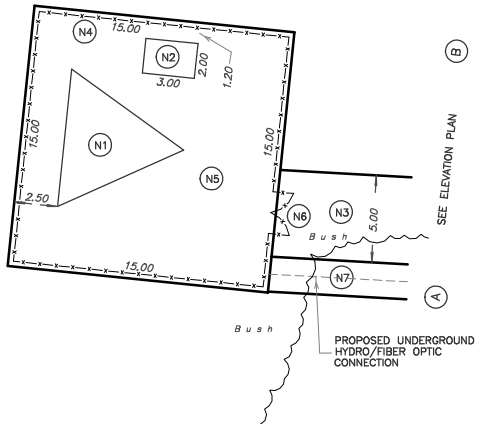 N4
15.00
N2
2.00
1.20
3.00
B
15.00
N1
15.00
N5
SEE ELEVATION PLAN
2.50
N6
N3
5.00
Bush
15.00
N7
A
Bush
PROPOSED UNDERGROUND
HYDRO/FIBER OPTIC
CONNECTION